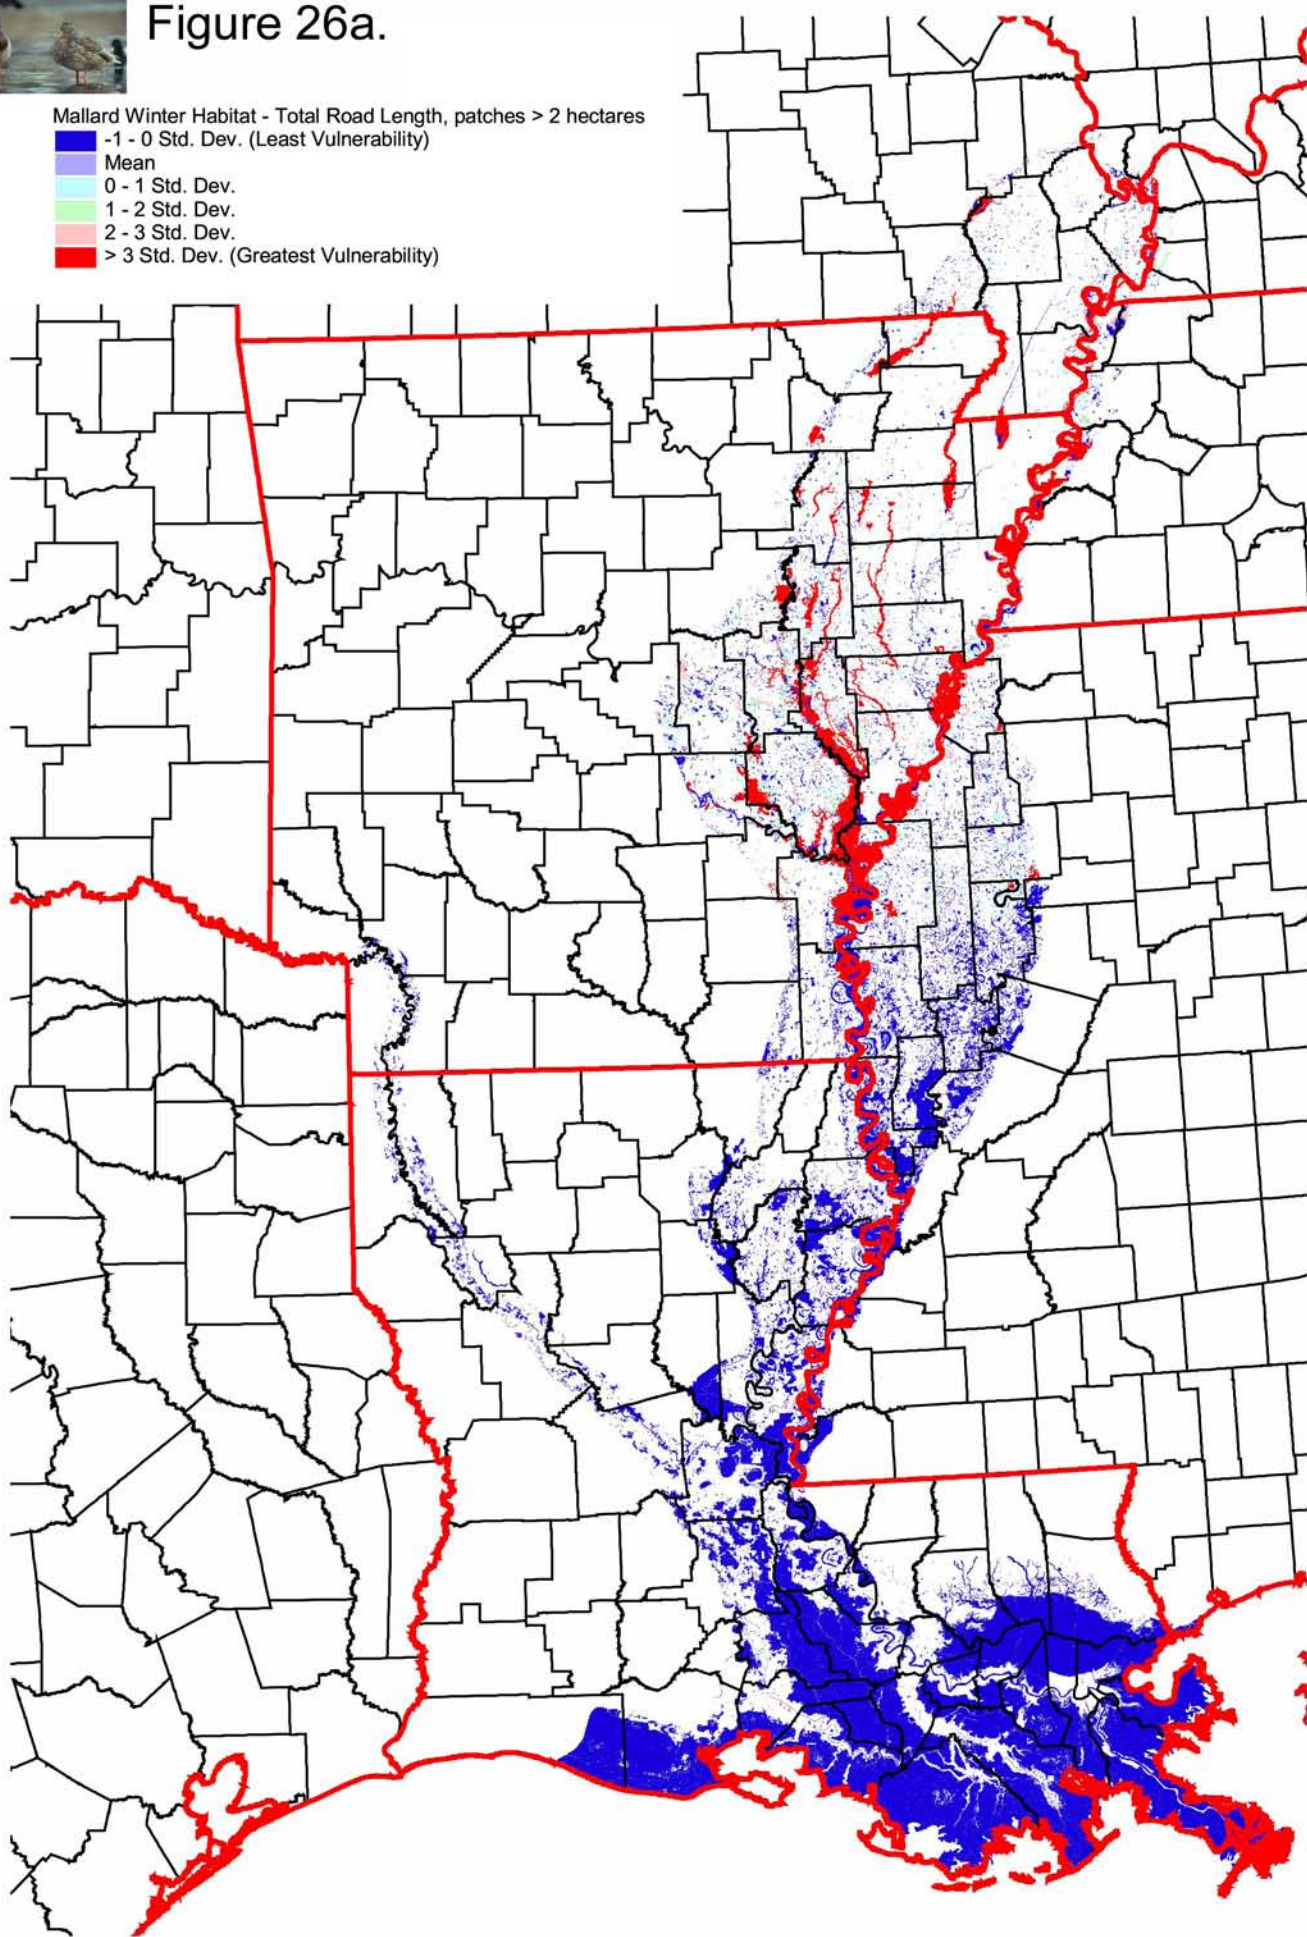 Figure 26a.
Mallard Winter Habitat - Total Road Length, patches > 2 hectares
-1 - 0 Std. Dev. (Least Vulnerability)
Mean
0 - 1 Std. Dev.
1 - 2 Std. Dev.
2 - 3 Std. Dev.
> 3 Std. Dev. (Greatest Vulnerability)